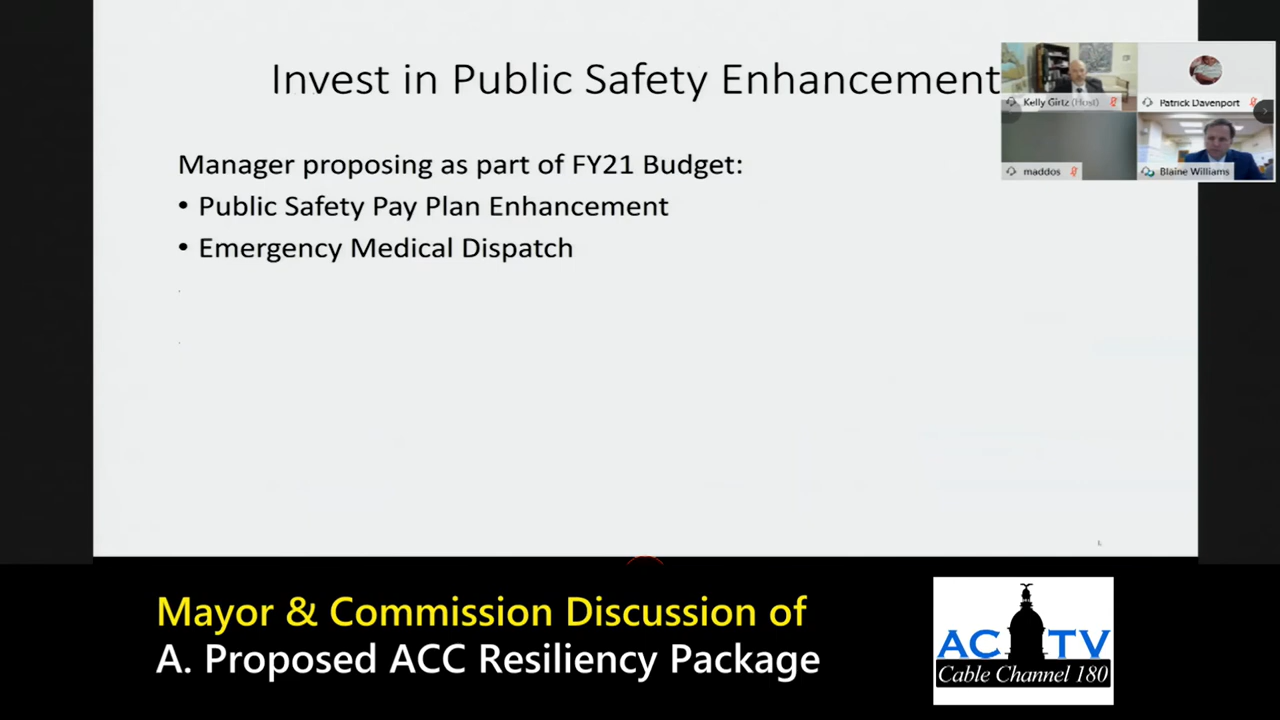 Invest in Public Safety Enhancement
Kelly Girtz (Host)
Patrick Davenport
maddos
Blaine Williams
Manager proposing as part of FY21 Budget:
• Public Safety Pay Plan Enhancement
• Emergency Medical Dispatch
Mayor & Commission Discussion of
A. Proposed ACC Resiliency Package
ACTV
Cable Channel 180